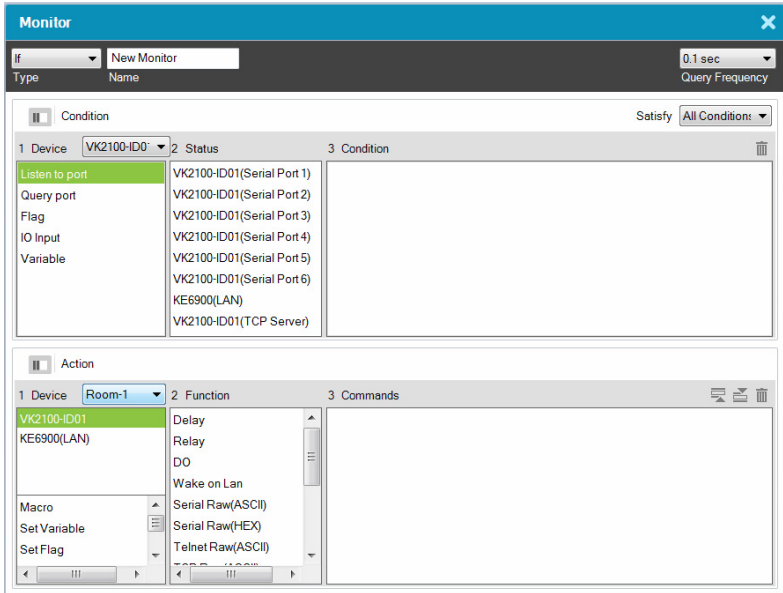 Monitor
If New Monitor 0.1 sec
Type Name Query Frequency
Condition Satisfy All Condition:
1 Device VK2100-ID0 2 Status 3 Condition
Listen to port VK2100-ID01(Serial Port 1)
Query port VK2100-ID01(Serial Port 2)
Flag VK2100-ID01(Serial Port 3)
IO Input VK2100-ID01(Serial Port 4)
Variable VK2100-ID01(Serial Port 5)
VK2100-ID01(Serial Port 6)
KE6900(LAN)
VK2100-ID01(TCP Server)
Action
1 Device Room-1 2 Function 3 Commands
VK2100-ID01 Delay
KE6900(LAN) Relay
DO
Wake on Lan
Macro Serial Raw(ASCII)
Set Variable Serial Raw(HEX)
Set Flag Telnet Raw(ASCII)